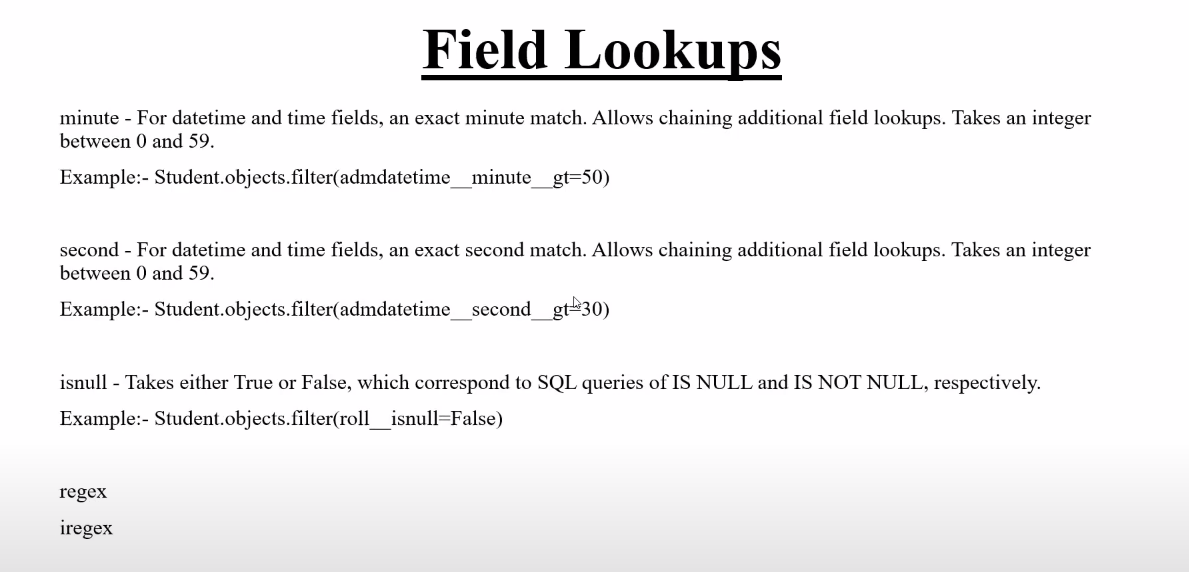 Field Lookups
minute - For datetime and time fields, an exact minute match. Allows chaining additional field lookups. Takes an integer
between 0 and 59.
Example:- Student.objects.filter(admdatetime__minute__gt=50)
second - For datetime and time fields, an exact second match. Allows chaining additional field lookups. Takes an integer
between 0 and 59.
Example:- Student.objects.filter(admdatetime__second__gt=30)
isnull - Takes either True or False, which correspond to SQL queries of IS NULL and IS NOT NULL, respectively.
Example:- Student.objects.filter(roll__isnull=False)
regex
iregex